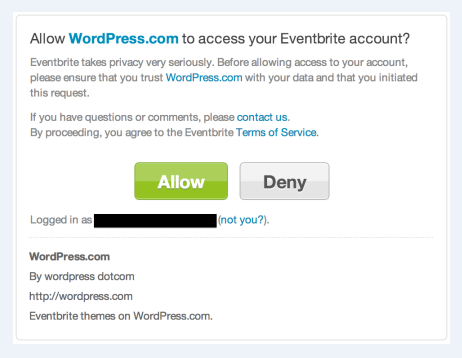 Allow WordPress.com to access your Eventbrite account?
Eventbrite takes privacy very seriously. Before allowing access to your account,
please ensure that you trust WordPress.com with your data and that you initiated
this request.
If you have questions or comments, please contact us.
By proceeding, you agree to the Eventbrite Terms of Service.
Allow Deny
Logged in as (not you?).
WordPress.com
By wordpress dotcom
http://wordpress.com
Eventbrite themes on WordPress.com.